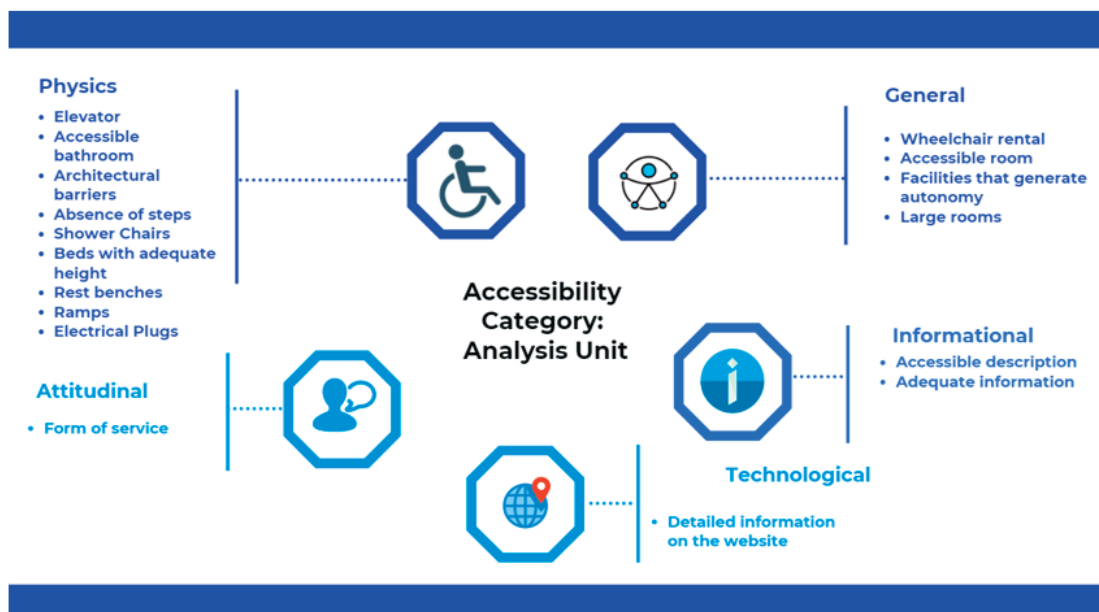 Physics
• Elevator
• Accessible
bathroom
• Architectural
barriers
• Absence of steps
• Shower Chairs
• Beds with adequate
height
• Rest benches
• Ramps
• Electrical Plugs
General
• Wheelchair rental
• Accessible room
• Facilities that generate
autonomy
• Large rooms
Accessibility
Category:
Analysis Unit
Informational
• Accessible description
• Adequate information
Attitudinal
• Form of service
Technological
• Detailed information
on the website